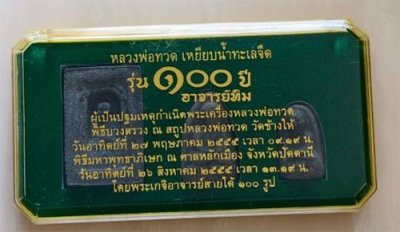 หลวงพ่อทวด เหยียบน้ำทะเลจืด
รุ่น ๑๐๐ ปี
อาจารย์ทิม
ผู้เป็นปฐมเหตุกำเนิดพระเครื่องหลวงพ่อทวด
พิธีบวงสรวง ณ สถูปหลวงพ่อทวด วัดช้างให้
วันอาทิตย์ที่ ๒๗ พฤษภาคม ๒๕๕๕ เวลา ๐๙.๑๙ น.
พิธีมหาพุทธาภิเษก ณ ศาลหลักเมือง จังหวัดปัตตานี
วันอาทิตย์ที่ ๒๖ สิงหาคม ๒๕๕๕ เวลา ๑๓.๑๙ น.
โดยพระเกจิอาจารย์สายใต้ ๑๐๐ รูป